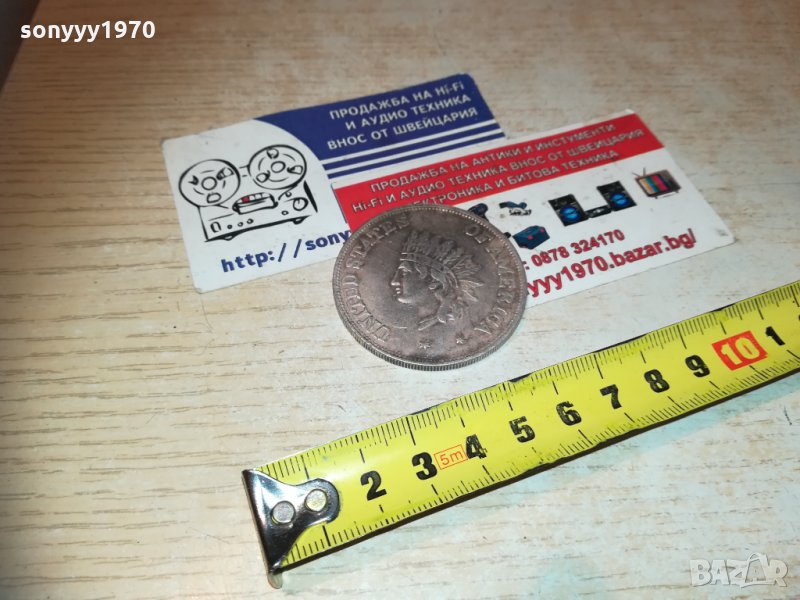 sonyyy1970
ПРОДАЖБА НА Hi-Fi
И АУДИО ТЕХНИКА
ВНОС ОТ ШВЕЙЦАРИЯ
http://sony
ПРОДАЖБА НА АНТИКИ И ИНСТУМЕНТИ
Hi-Fi И АУДИО ТЕХНИКА ВНОС ОТ ШВЕЙЦАРИЯ
ЕКТРОНИКА И БИТОВА ТЕХНИКА
: 0878 324170
yyy1970.bazar.bg/
UNITED STATES OF AMERICA
2 3 5m 4 5 6 7 8 9 10 1
BAZAR